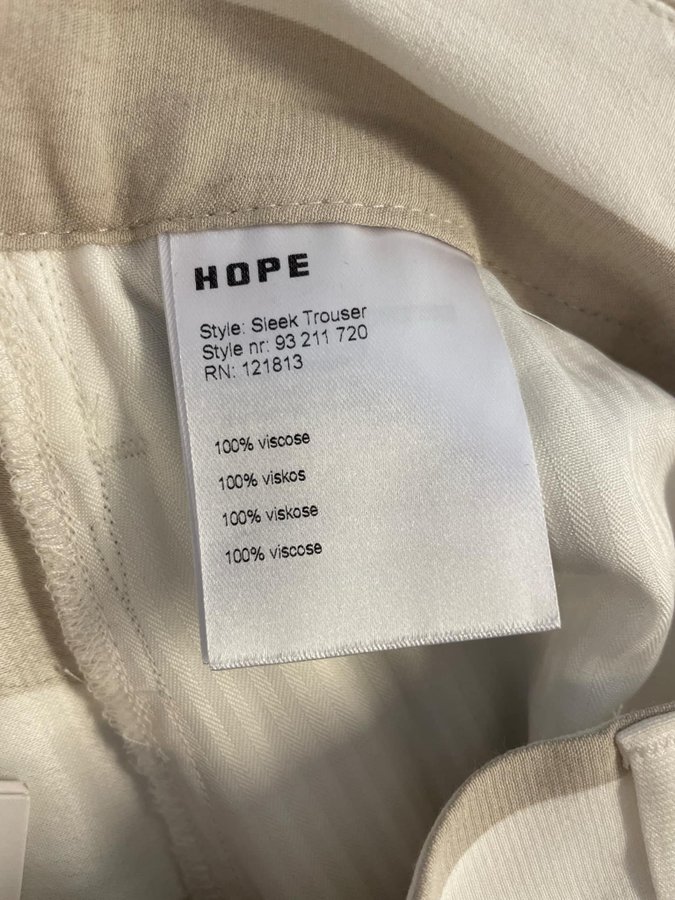 HOPE
Style: Sleek Trouser
Style nr: 93 211 720
RN: 121813
100% viscose
100% viskos
100% viskose
100% viscose